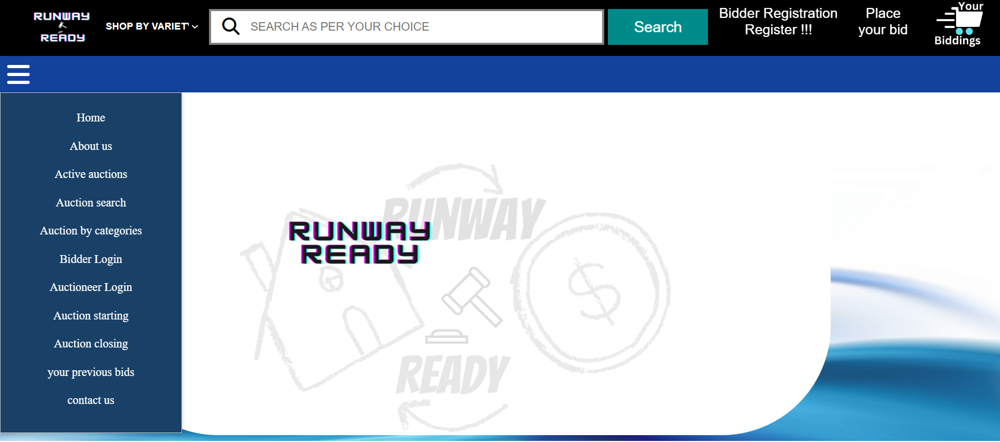 RUNWAY
READY
SHOP BY VARIETY
SEARCH AS PER YOUR CHOICE
Search
Bidder Registration
Register !!!
Place
your bid
Your
Biddings
Home
About us
Active auctions
Auction search
Auction by categories
Bidder Login
Auctioneer Login
Auction starting
Auction closing
your previous bids
contact us
RUNWAY
RUNWAY
READY
$
READY